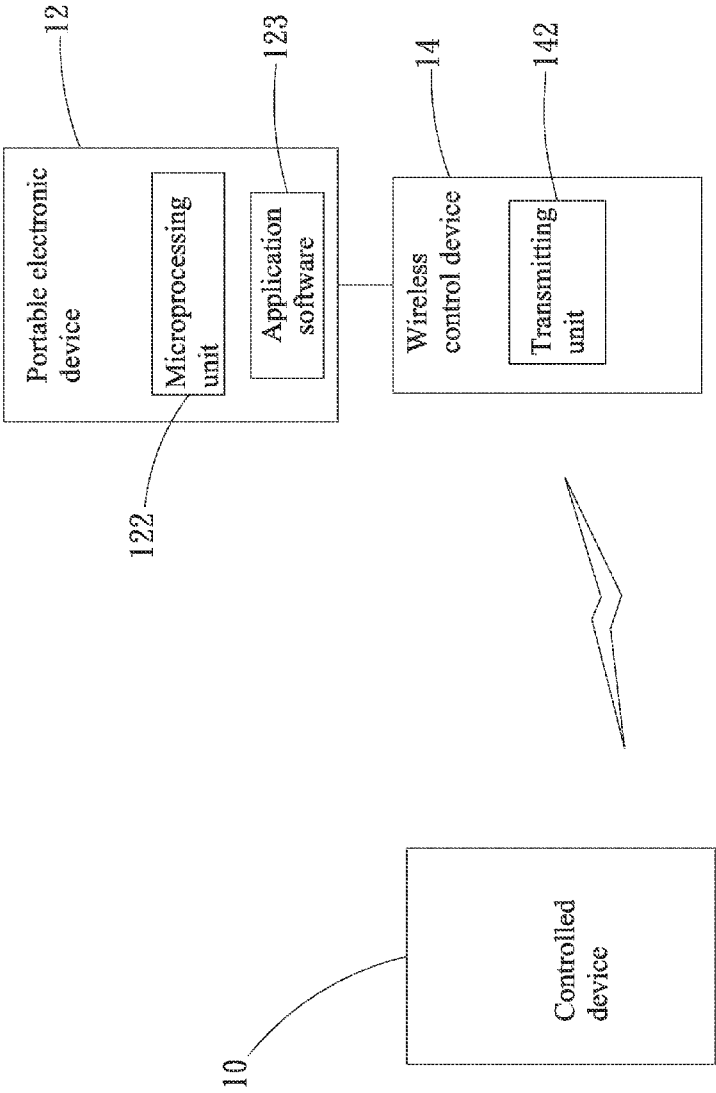 12
Portable electronic
device
122
Microprocessing
unit
Application
software
123
14
Wireless
control device
Transmitting
unit
142
10
Controlled
device